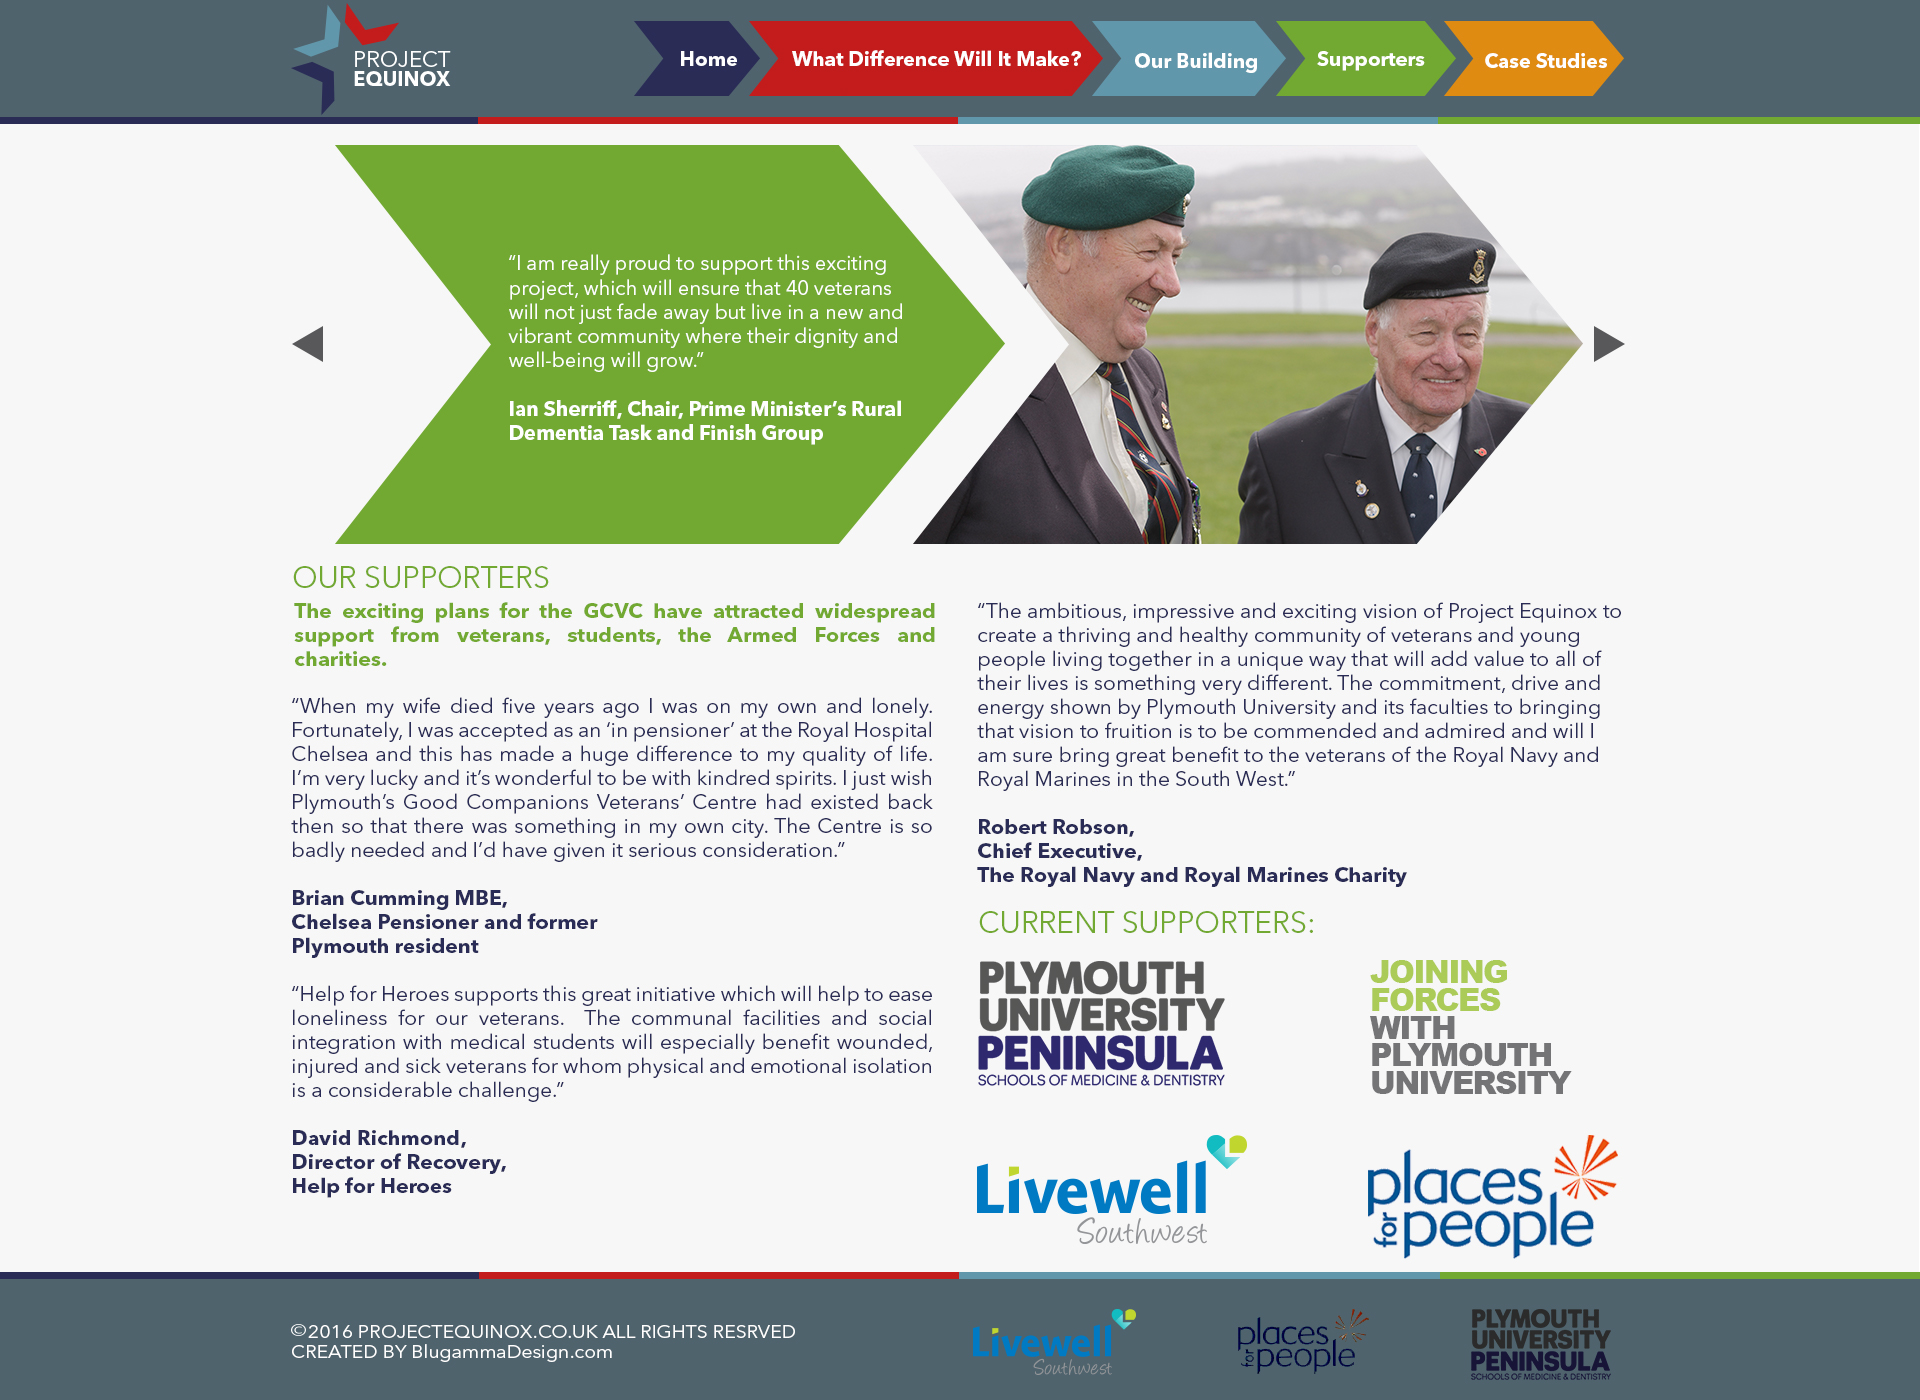 PROJECT
EQUINOX
Home
What Difference Will It Make?
Our Building
Supporters
Case Studies
“I am really proud to support this exciting
project, which will ensure that 40 veterans
will not just fade away but live in a new and
vibrant community where their dignity and
well-being will grow.”
Ian Sherriff, Chair, Prime Minister’s Rural
Dementia Task and Finish Group
OUR SUPPORTERS
The exciting plans for the GCVC have attracted widespread
support from veterans, students, the Armed Forces and
charities.
“When my wife died five years ago I was on my own and lonely.
Fortunately, I was accepted as an ‘in pensioner’ at the Royal Hospital
Chelsea and this has made a huge difference to my quality of life.
I’m very lucky and it’s wonderful to be with kindred spirits. I just wish
Plymouth’s Good Companions Veterans’ Centre had existed back
then so that there was something in my own city. The Centre is so
badly needed and I’d have given it serious consideration.”
Brian Cumming MBE,
Chelsea Pensioner and former
Plymouth resident
“Help for Heroes supports this great initiative which will help to ease
loneliness for our veterans.  The communal facilities and social
integration with medical students will especially benefit wounded,
injured and sick veterans for whom physical and emotional isolation
is a considerable challenge.”
David Richmond,
Director of Recovery,
Help for Heroes
“The ambitious, impressive and exciting vision of Project Equinox to
create a thriving and healthy community of veterans and young
people living together in a unique way that will add value to all of
their lives is something very different. The commitment, drive and
energy shown by Plymouth University and its faculties to bringing
that vision to fruition is to be commended and admired and will I
am sure bring great benefit to the veterans of the Royal Navy and
Royal Marines in the South West.”
Robert Robson,
Chief Executive,
The Royal Navy and Royal Marines Charity
CURRENT SUPPORTERS:
PLYMOUTH
UNIVERSITY
PENINSULA
SCHOOLS OF MEDICINE & DENTISTRY
JOINING
FORCES
WITH
PLYMOUTH
UNIVERSITY
Livewell
Southwest
places
for people
©2016 PROJECTEQUINOX.CO.UK ALL RIGHTS RESRVED
CREATED BY BlugammaDesign.com
Livewell
Southwest
places
for people
PLYMOUTH
UNIVERSITY
PENINSULA
SCHOOLS OF MEDICINE & DENTISTRY